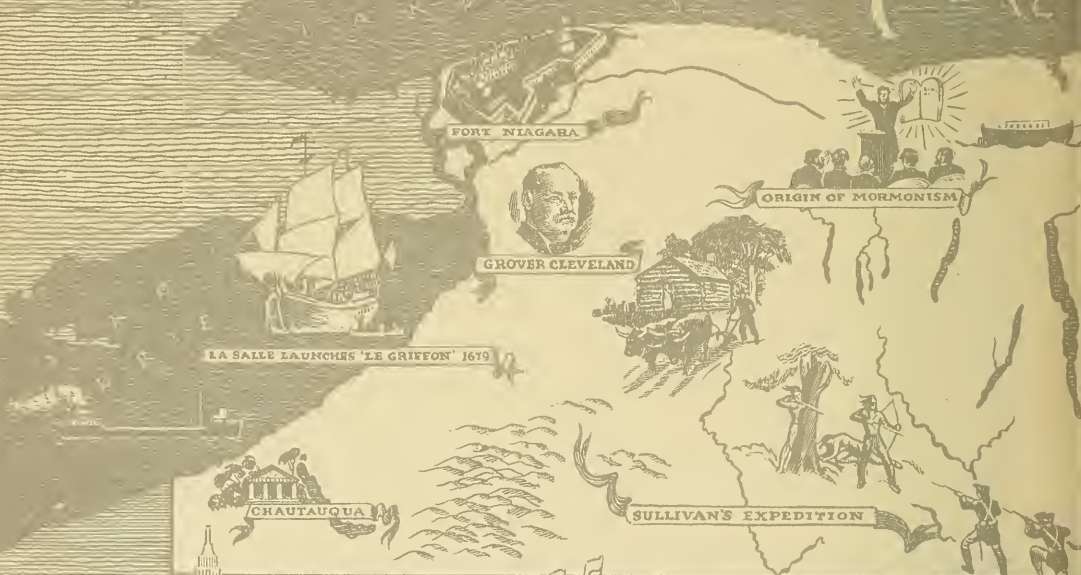 FORT NIAGARA
ORIGIN OF MORMONISM
GROVER CLEVELAND
LA SALLE LAUNCHES 'LE GRIFFON' 1679
CHAUTAUQUA
SULLIVAN'S EXPEDITION